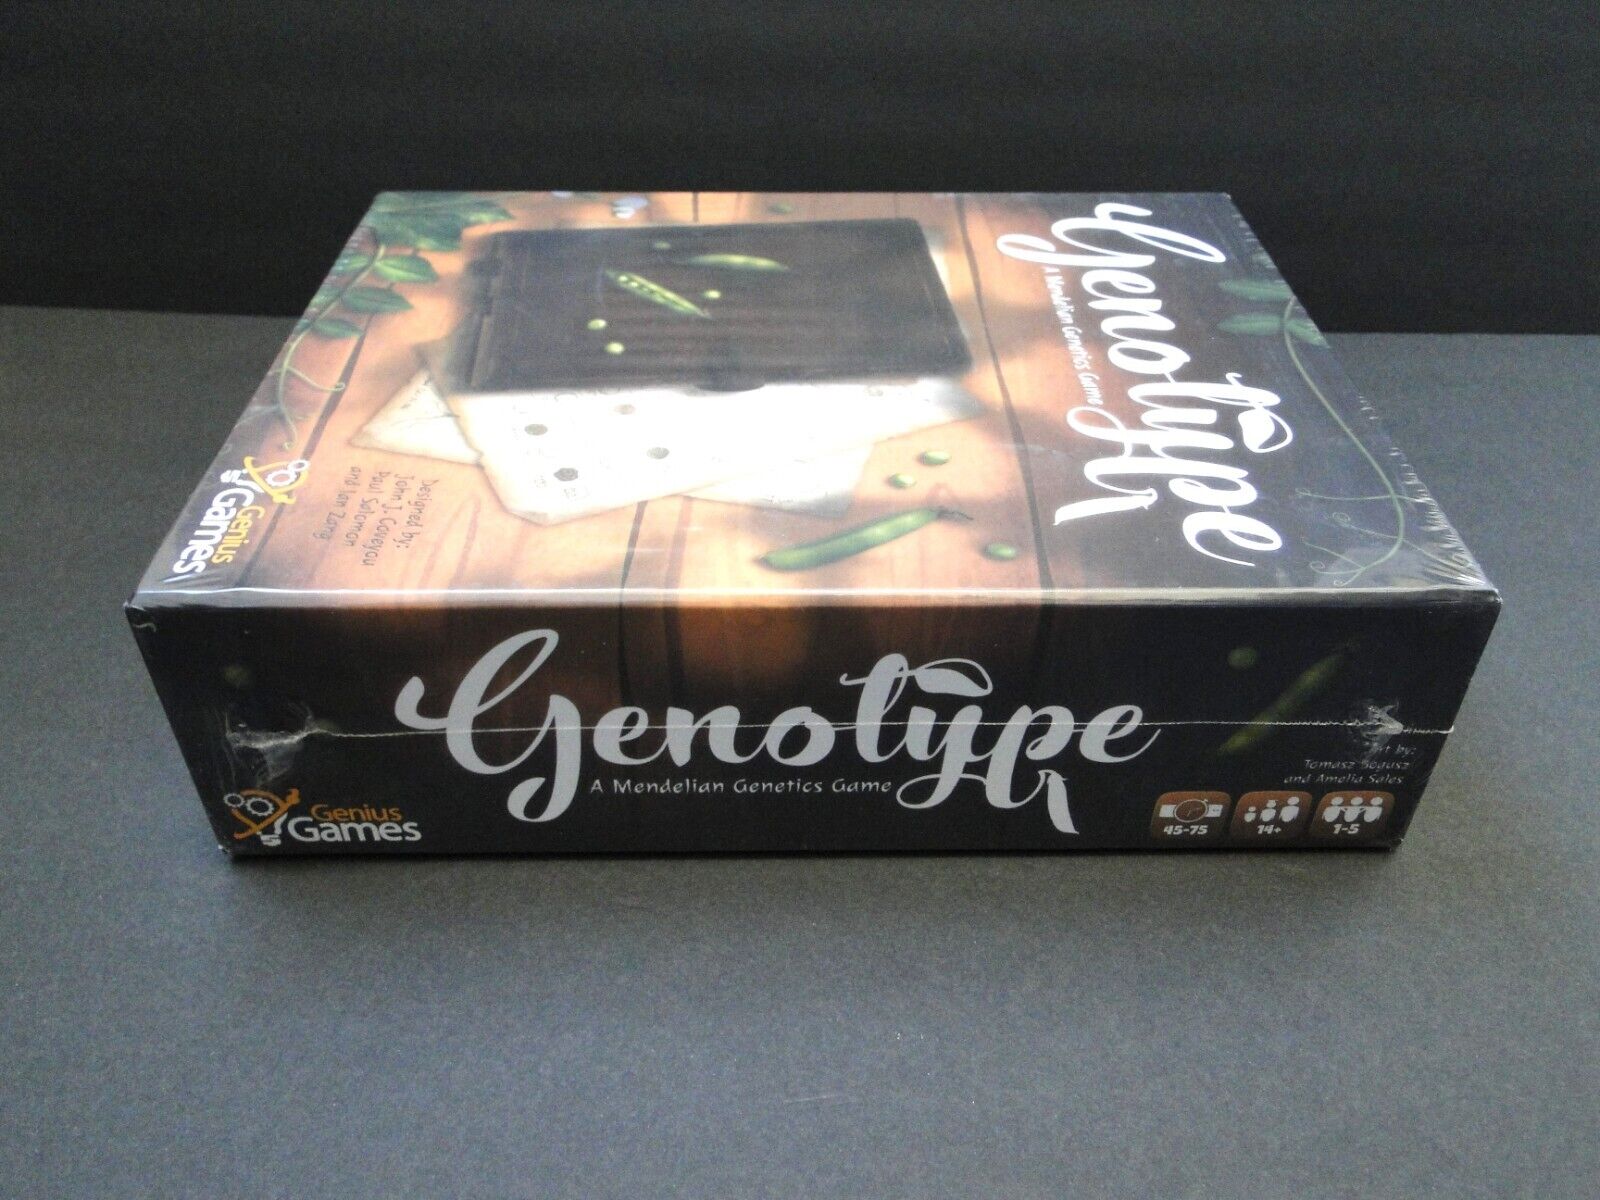 Genotype
A Mendelian Genetics Game
Designed by:
John J. Coveyou
Paul Salomon
and Ian Zang
Genius
Games
Genotype
A Mendelian Genetics Game
Genius
Games
Art by:
Tomasz Bogusz
and Amelia Sales
45-75
14+
1-5